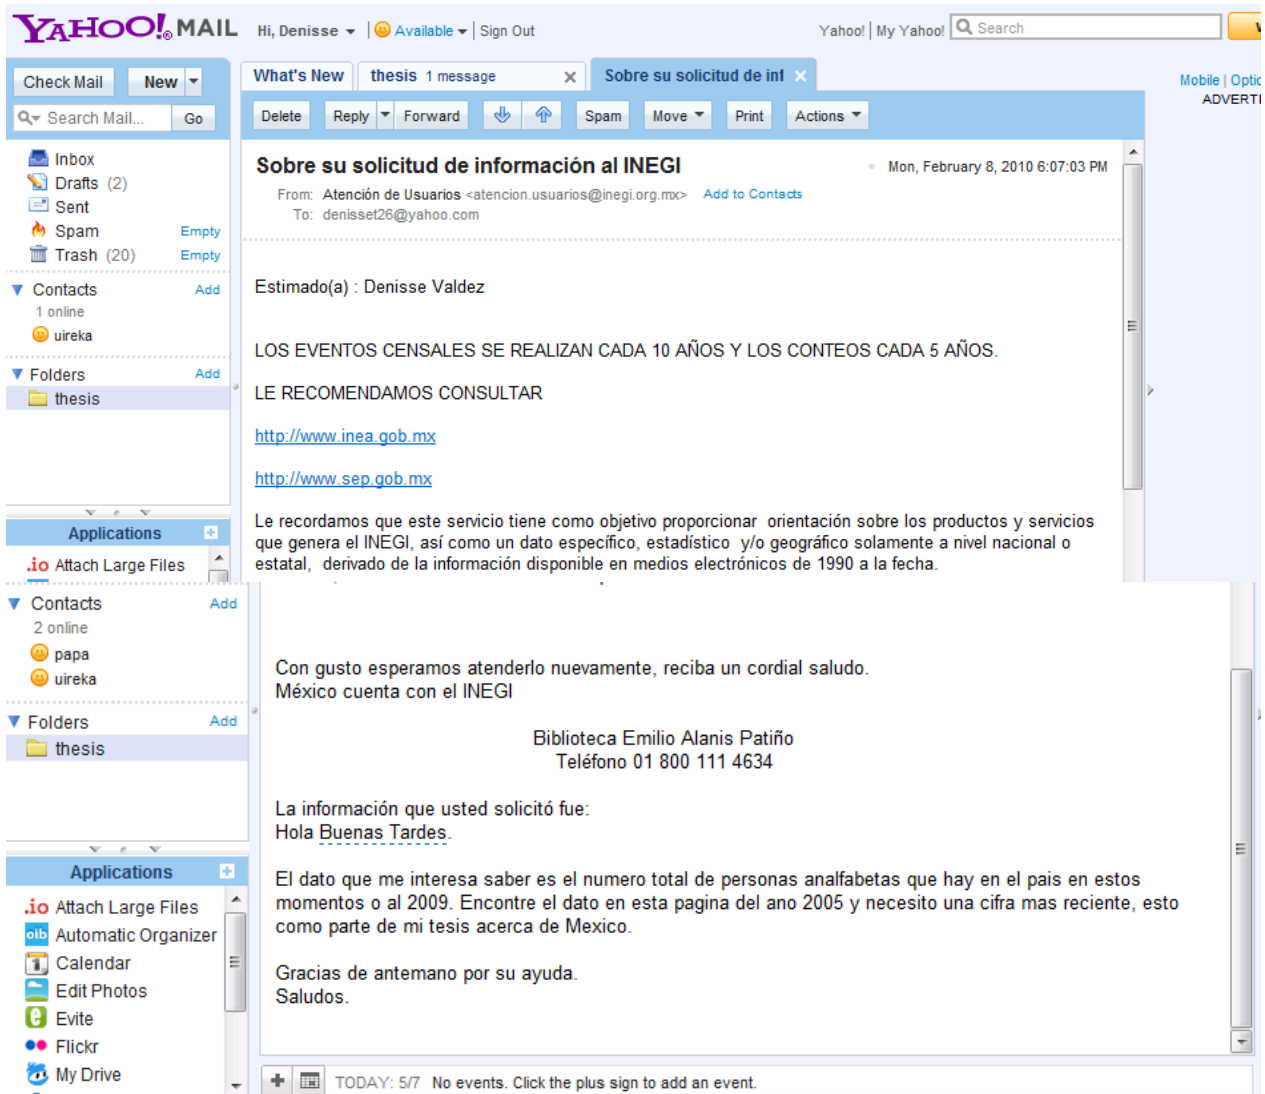 YAHOO! MAIL
Hi, Denisse
Available
Sign Out
Yahoo!
My Yahoo!
Search
Check Mail
New
Search Mail...
Go
What's New
thesis 1 message
Sobre su solicitud de inf
Mobile | Optio
ADVERTI
Delete
Reply
Forward
Spam
Move
Print
Actions
Inbox
Drafts (2)
Sent
Spam Empty
Trash (20) Empty
Contacts Add
1 online
uireka
Folders Add
thesis
Applications
.io Attach Large Files
Sobre su solicitud de información al INEGI
Mon, February 8, 2010 6:07:03 PM
From: Atención de Usuarios <atencion.usuarios@inegi.org.mx> Add to Contacts
To: denisset26@yahoo.com
Estimado(a) : Denisse Valdez
LOS EVENTOS CENSALES SE REALIZAN CADA 10 AÑOS Y LOS CONTEOS CADA 5 AÑOS.
LE RECOMENDAMOS CONSULTAR
http://www.inea.gob.mx
http://www.sep.gob.mx
Le recordamos que este servicio tiene como objetivo proporcionar orientación sobre los productos y servicios
que genera el INEGI, así como un dato específico, estadístico y/o geográfico solamente a nivel nacional o
estatal, derivado de la información disponible en medios electrónicos de 1990 a la fecha.
Contacts Add
2 online
papa
uireka
Folders Add
thesis
Applications
.io Attach Large Files
oib Automatic Organizer
1 Calendar
Edit Photos
Evite
Flickr
My Drive
Con gusto esperamos atenderlo nuevamente, reciba un cordial saludo.
México cuenta con el INEGI
Biblioteca Emilio Alanis Patiño
Teléfono 01 800 111 4634
La información que usted solicitó fue:
Hola Buenas Tardes.
El dato que me interesa saber es el numero total de personas analfabetas que hay en el pais en estos
momentos o al 2009. Encontre el dato en esta pagina del ano 2005 y necesito una cifra mas reciente, esto
como parte de mi tesis acerca de Mexico.
Gracias de antemano por su ayuda.
Saludos.
TODAY: 5/7 No events. Click the plus sign to add an event.